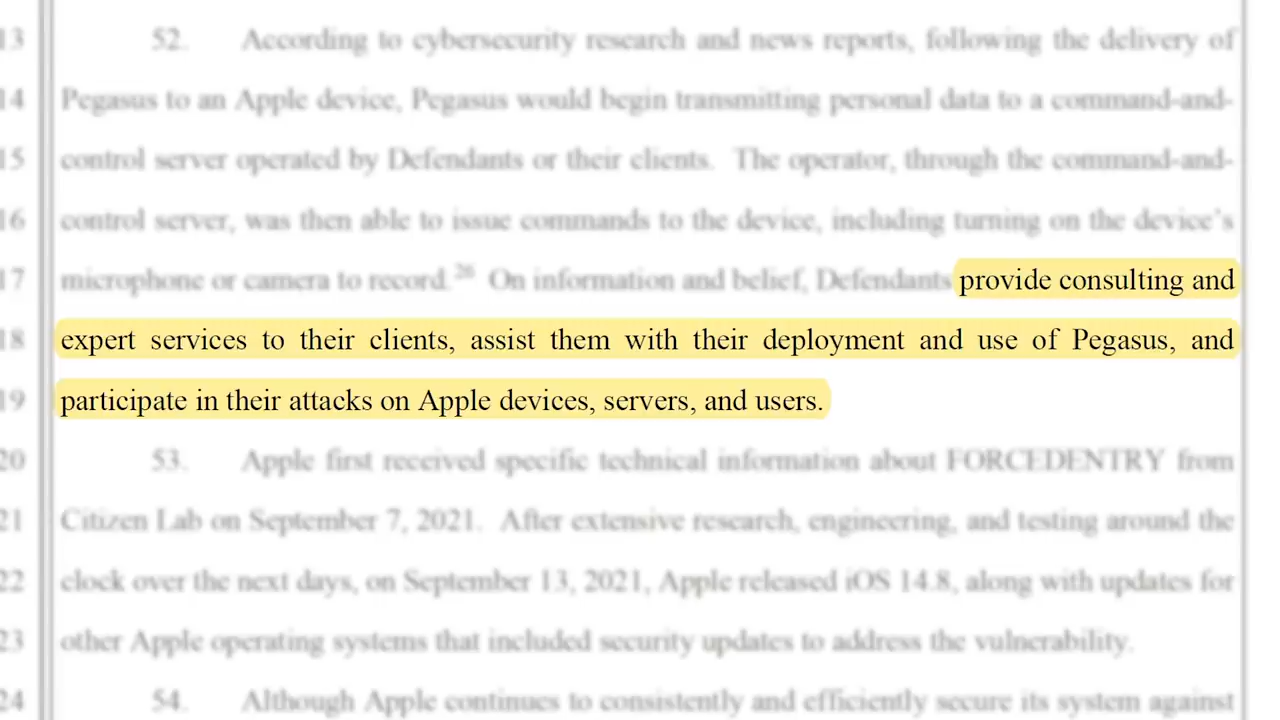 13 52. According to cybersecurity research and news reports, following the delivery of
14 Pegasus to an Apple device, Pegasus would begin transmitting personal data to a command-and-
15 control server operated by Defendants or their clients. The operator, through the command-and-
16 control server, was then able to issue commands to the device, including turning on the device's
17 microphone or camera to record.26 On information and belief, Defendants provide consulting and
18 expert services to their clients, assist them with their deployment and use of Pegasus, and
19 participate in their attacks on Apple devices, servers, and users.
20 53. Apple first received specific technical information about FORCEDENTRY from
21 Citizen Lab on September 7, 2021. After extensive research, engineering, and testing around the
22 clock over the next days, on September 13, 2021, Apple released iOS 14.8, along with updates for
23 other Apple operating systems that included security updates to address the vulnerability.
24 54. Although Apple continues to consistently and efficiently secure its system against